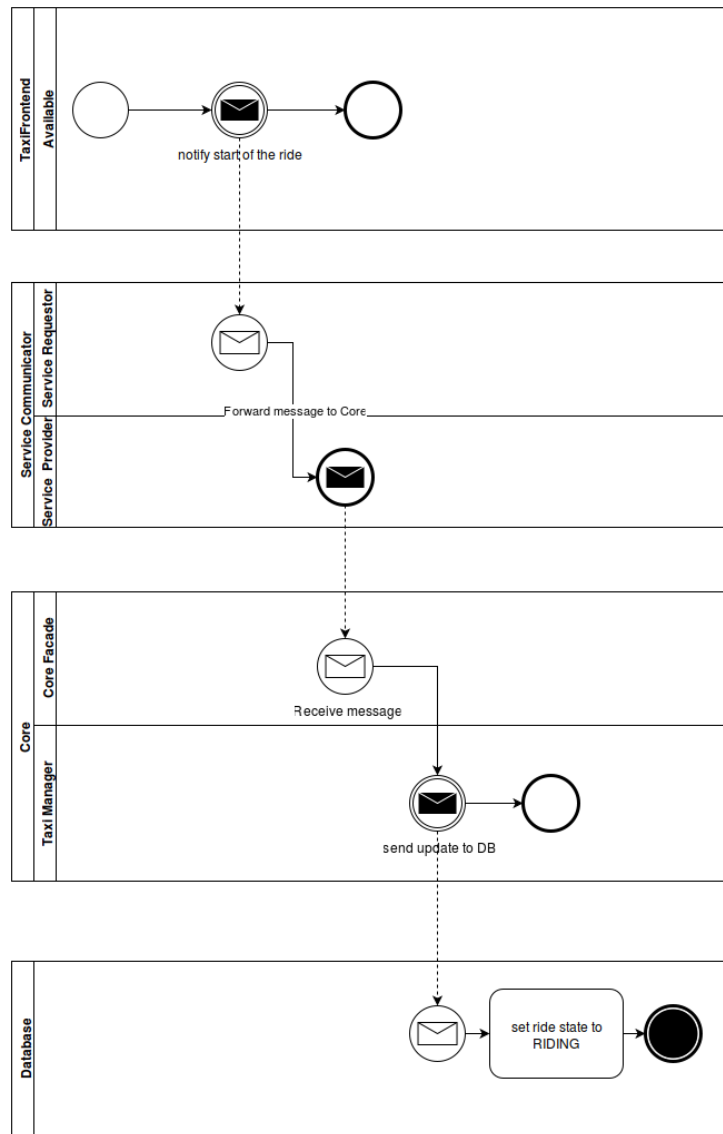 TaxiFrontend
Available
notify start of the ride
Service Communicator
Service Requestor
Forward message to Core
Service Provider
Core
Core Facade
Receive message
Taxi Manager
send update to DB
Database
set ride state to
RIDING